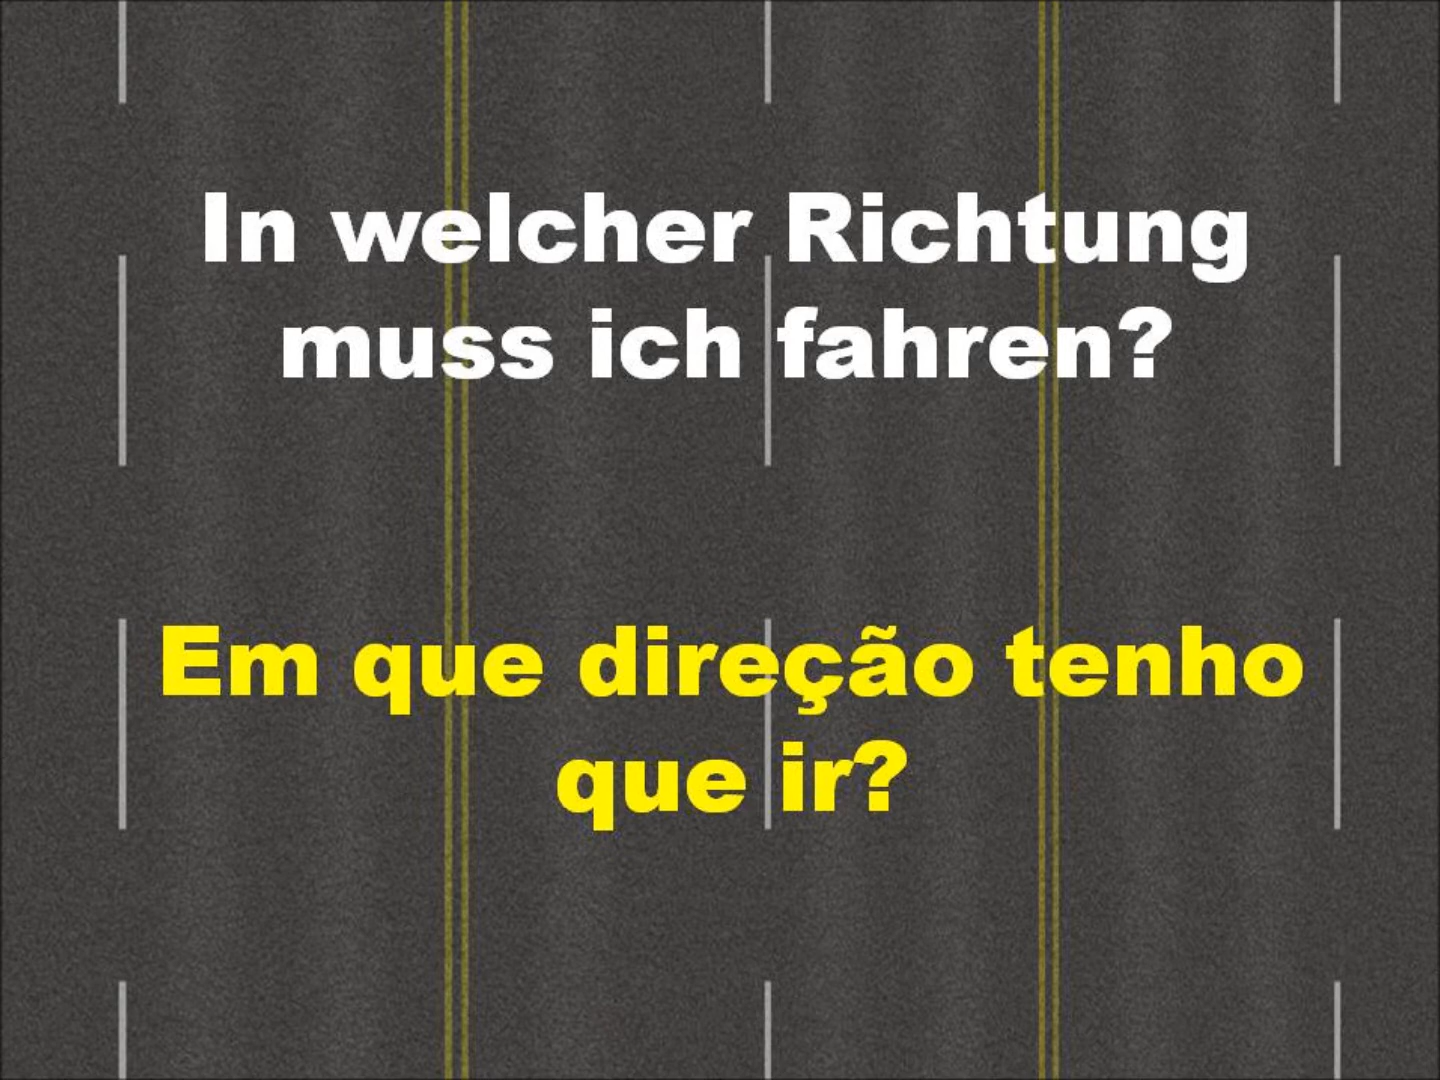 In welcher Richtung
muss ich fahren?
Em que direção tenho
que ir?